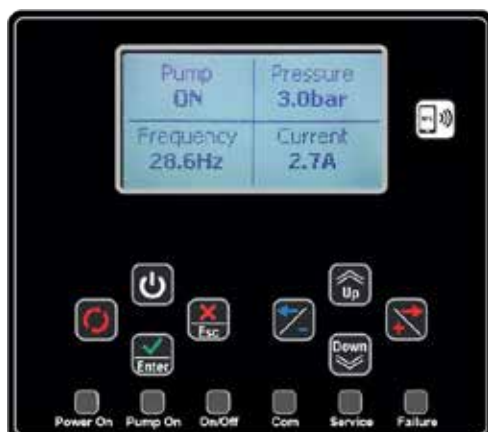 Pump
ON
Pressure
3.0bar
Frequency
28.6Hz
Current
2.7A
Up
Esc
Enter
Down
Power On
Pump On
On/Off
Com
Service
Failure